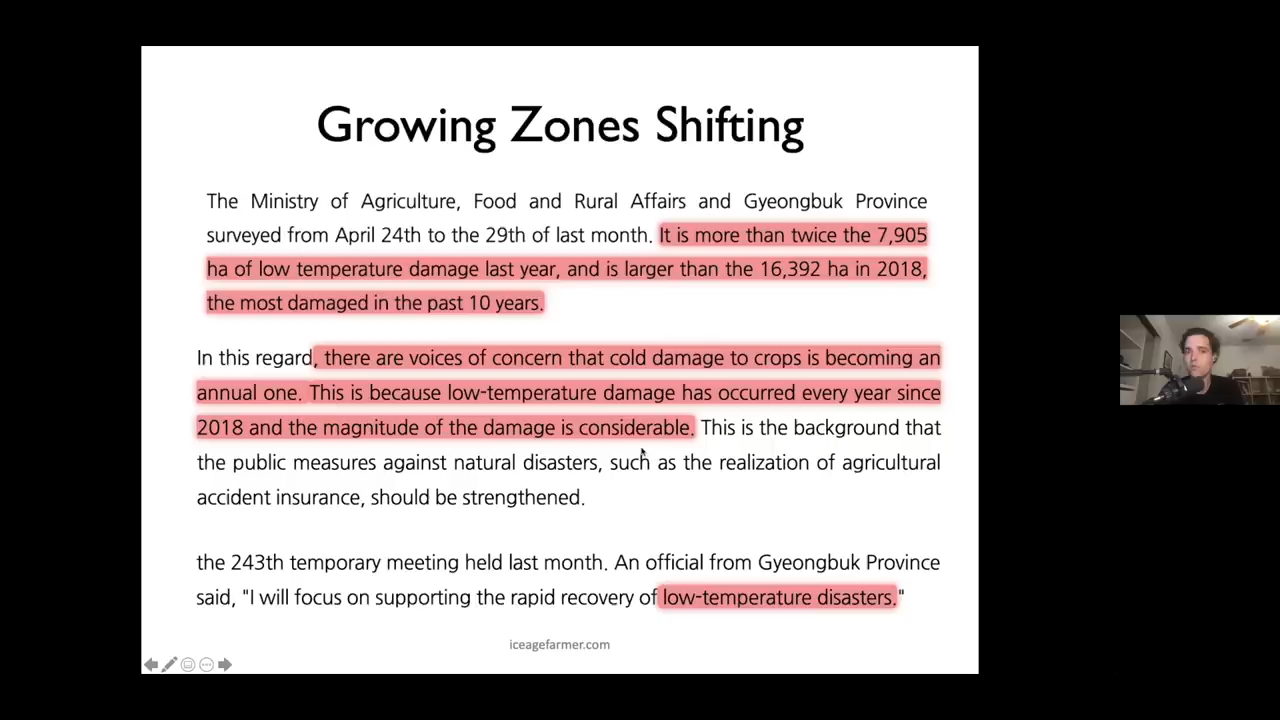 Growing Zones Shifting
The Ministry of Agriculture, Food and Rural Affairs and Gyeongbuk Province
surveyed from April 24th to the 29th of last month. It is more than twice the 7,905
ha of low temperature damage last year, and is larger than the 16,392 ha in 2018,
the most damaged in the past 10 years.
In this regard, there are voices of concern that cold damage to crops is becoming an
annual one. This is because low-temperature damage has occurred every year since
2018 and the magnitude of the damage is considerable. This is the background that
the public measures against natural disasters, such as the realization of agricultural
accident insurance, should be strengthened.
the 243th temporary meeting held last month. An official from Gyeongbuk Province
said, "I will focus on supporting the rapid recovery of low-temperature disasters."
iceagefarmer.com